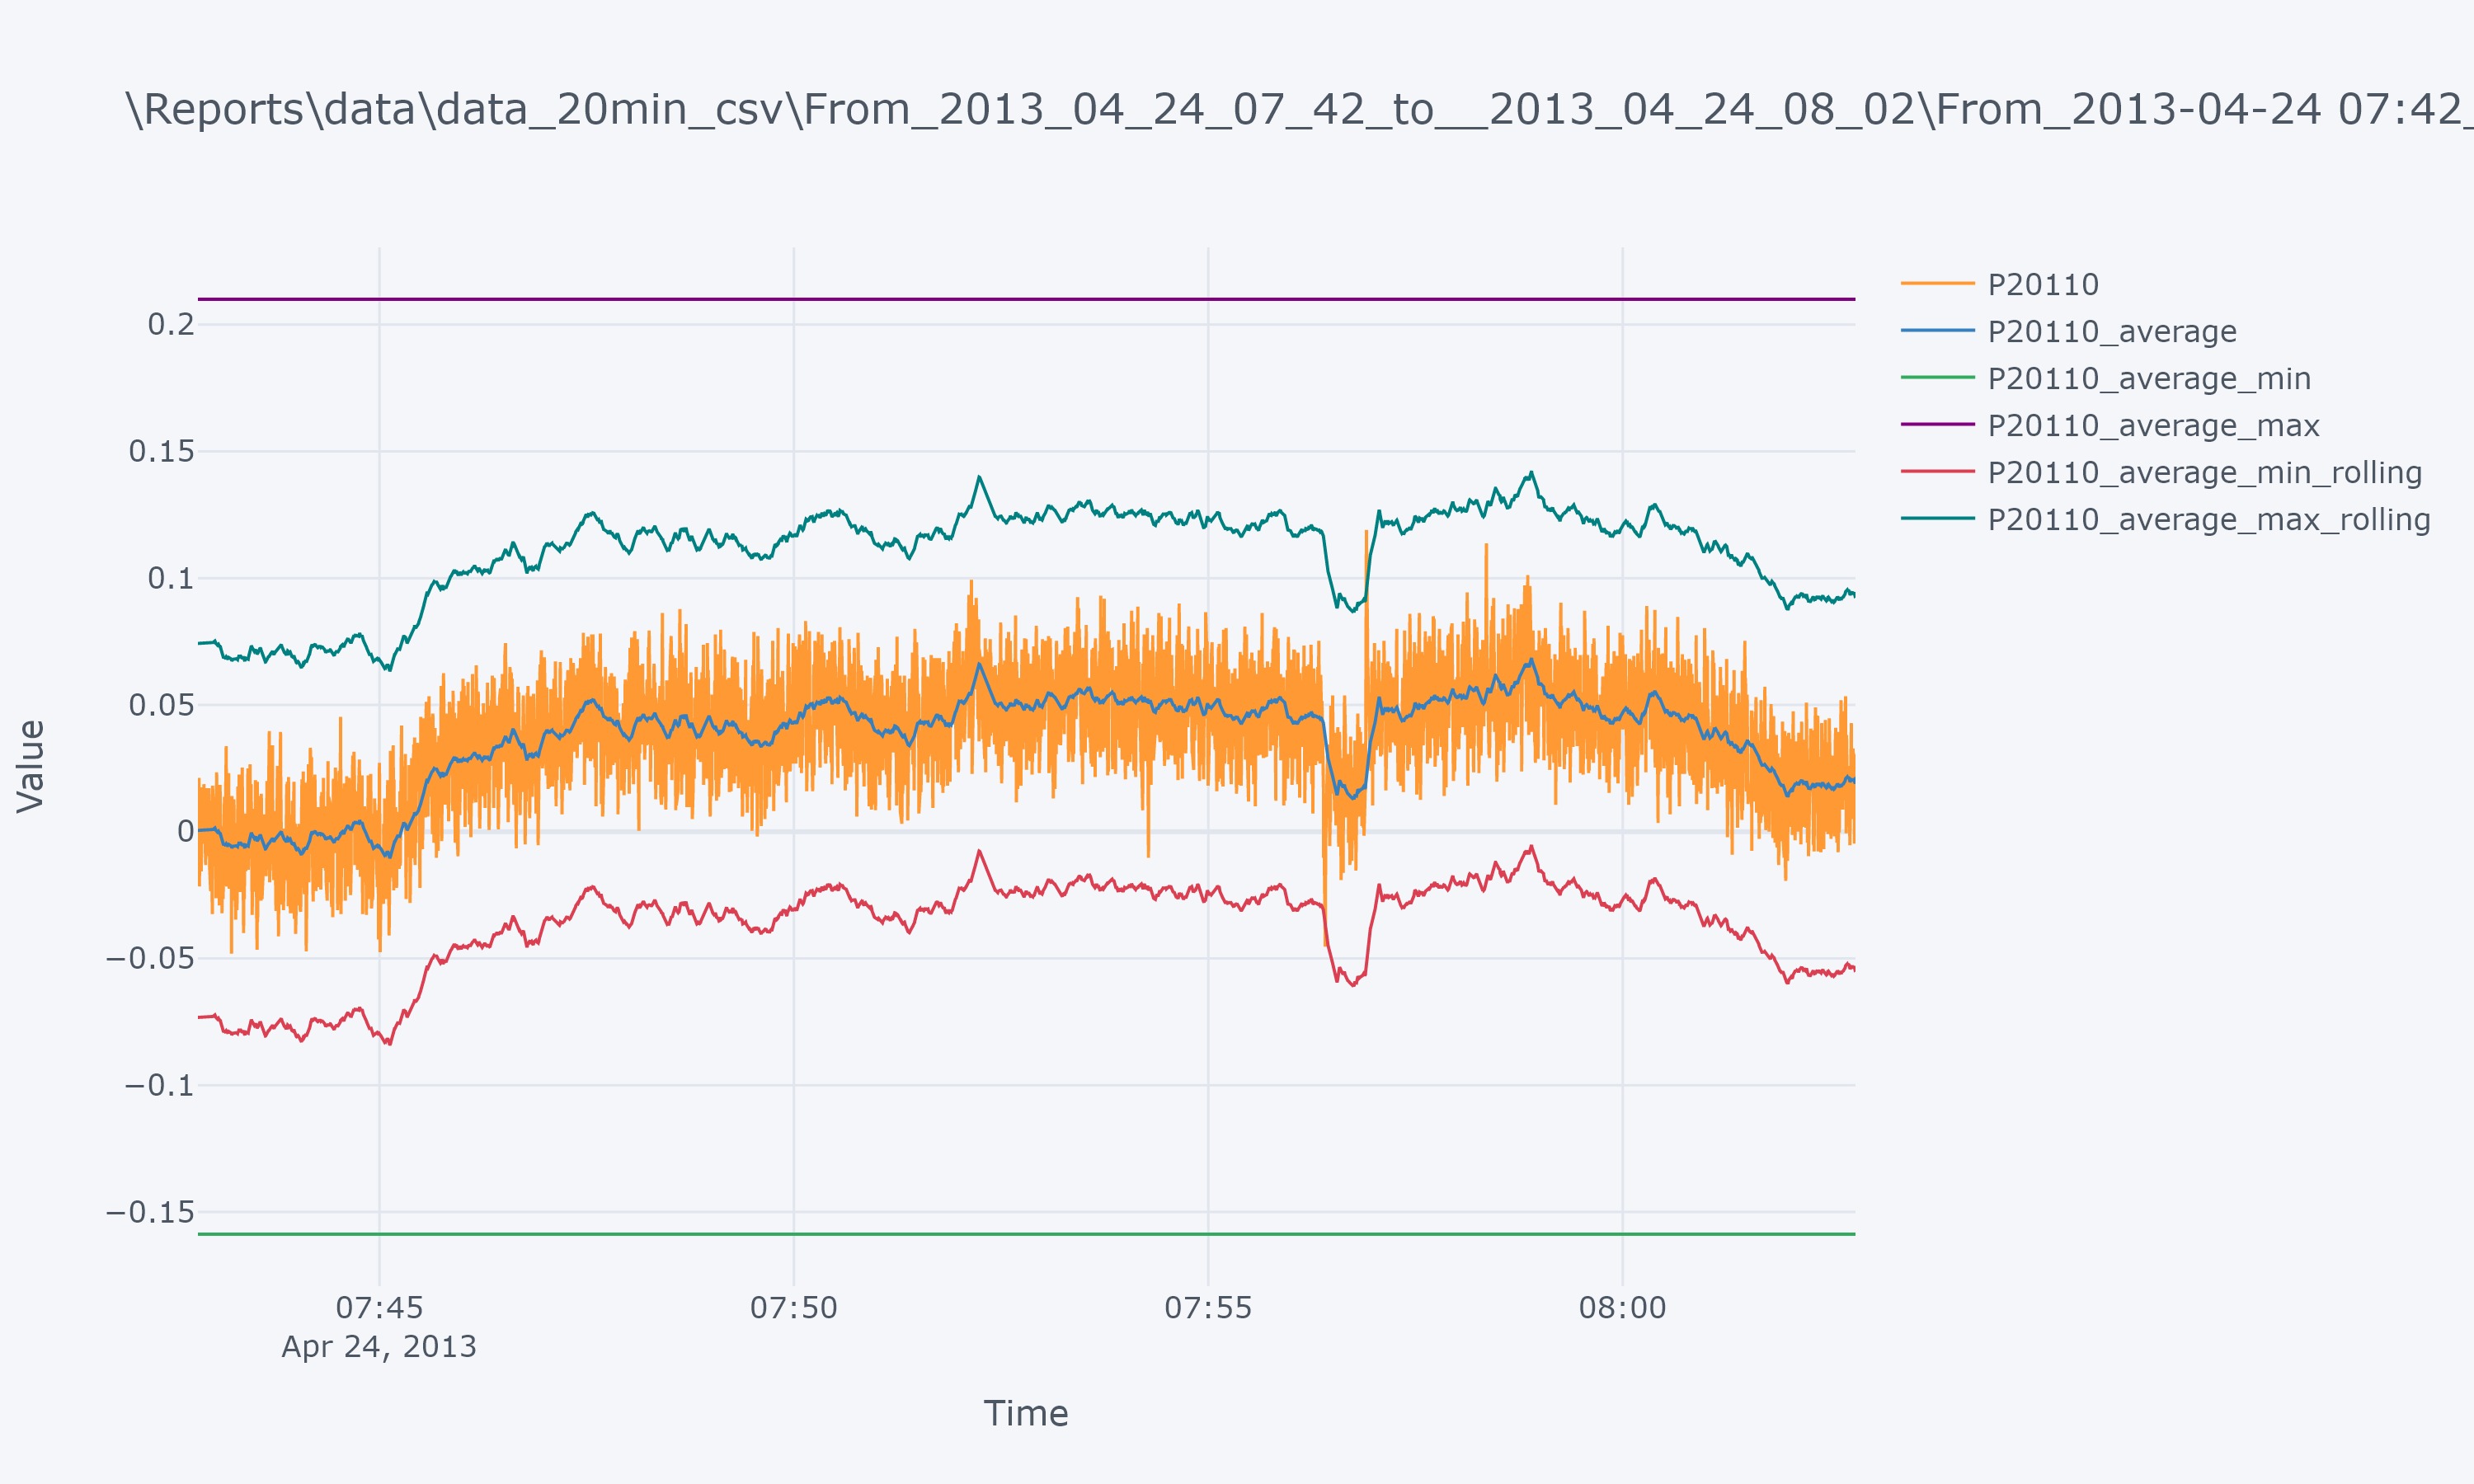 \Reports\data\data_20min_csv\From_2013_04_24_07_42_to__2013_04_24_08_02\From_2013-04-24 07:42_
0.2
0.15
0.1
0.05
0
−0.05
−0.1
−0.15
Value
07:45
07:50
07:55
08:00
Apr 24, 2013
Time
P20110
P20110_average
P20110_average_min
P20110_average_max
P20110_average_min_rolling
P20110_average_max_rolling